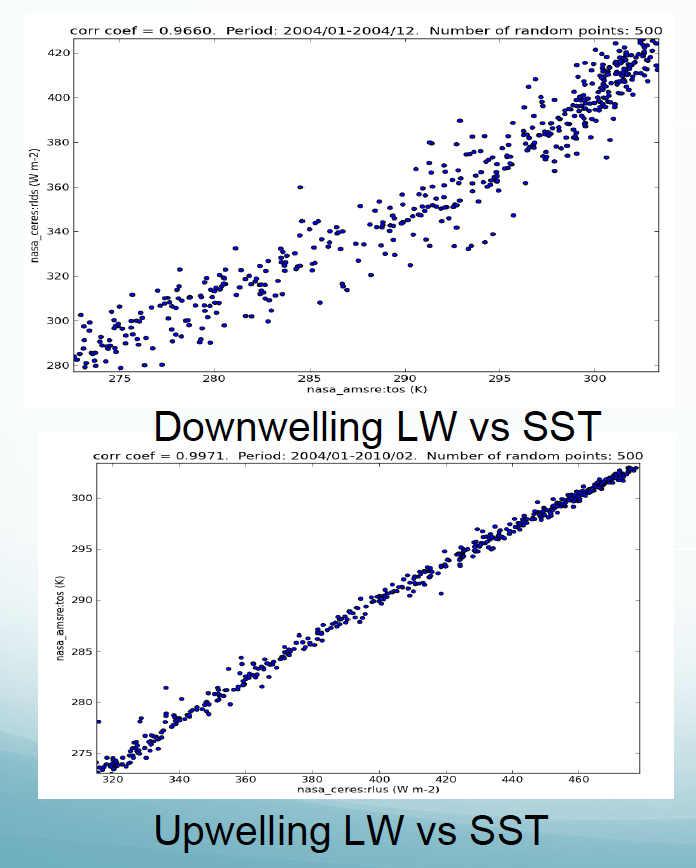 corr coef = 0.9660.  Period: 2004/01-2004/12.  Number of random points: 500
420
400
380
360
340
320
300
280
nasa_ceres:rlds (W m-2)
275 280 285 290 295 300
nasa_amsre:tos (K)
Downwelling LW vs SST
corr coef = 0.9971.  Period: 2004/01-2010/02.  Number of random points: 500
300
295
290
285
280
275
nasa_amsre:tos (K)
320 340 360 380 400 420 440 460
nasa_ceres:rlus (W m-2)
Upwelling LW vs SST